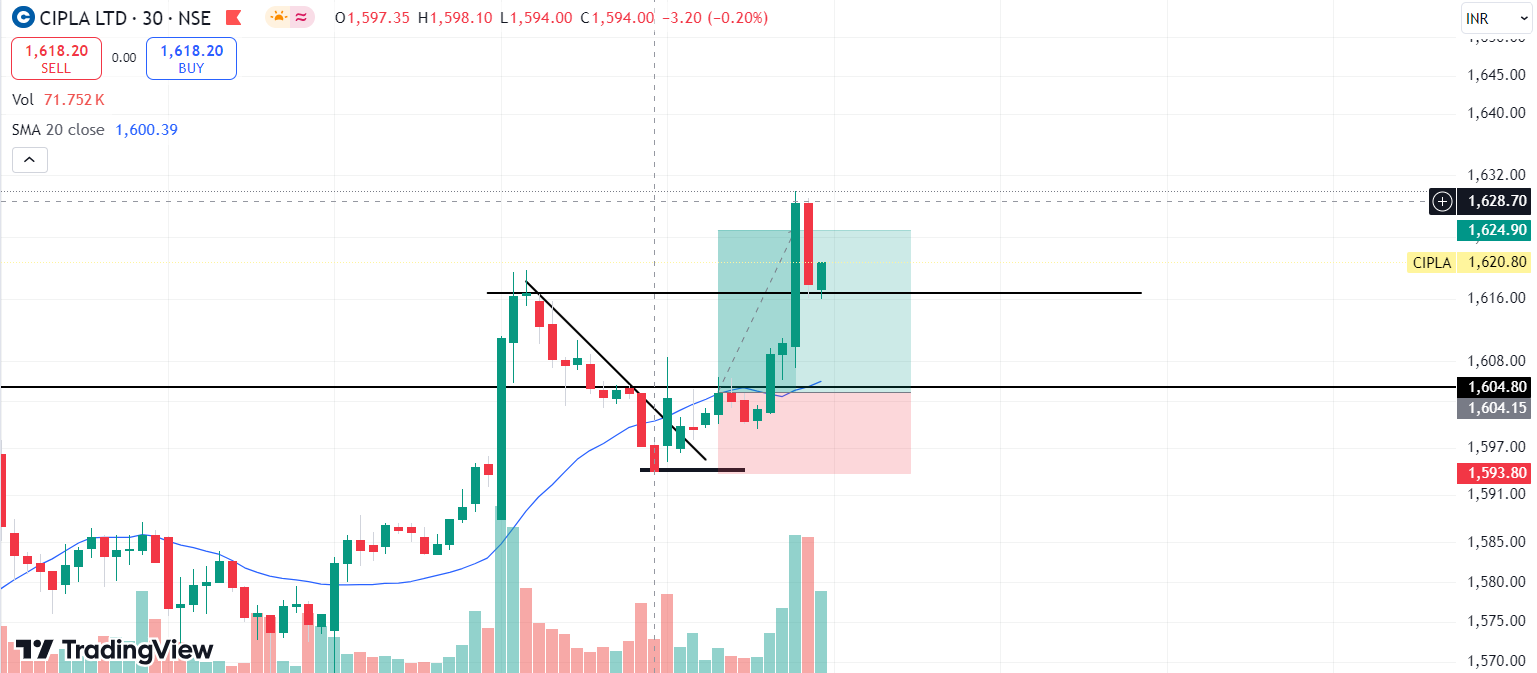 CIPLA LTD · 30 · NSE O1,597.35 H1,598.10 L1,594.00 C1,594.00 −3.20 (−0.20%)
INR
1,618.20
SELL
0.00
1,618.20
BUY
Vol 71.752 K
SMA 20 close 1,600.39
1,645.00
1,640.00
1,632.00
1,628.70
1,624.90
CIPLA 1,620.80
1,616.00
1,608.00
1,604.80
1,604.15
1,597.00
1,593.80
1,591.00
1,585.00
1,580.00
1,575.00
1,570.00
TradingView